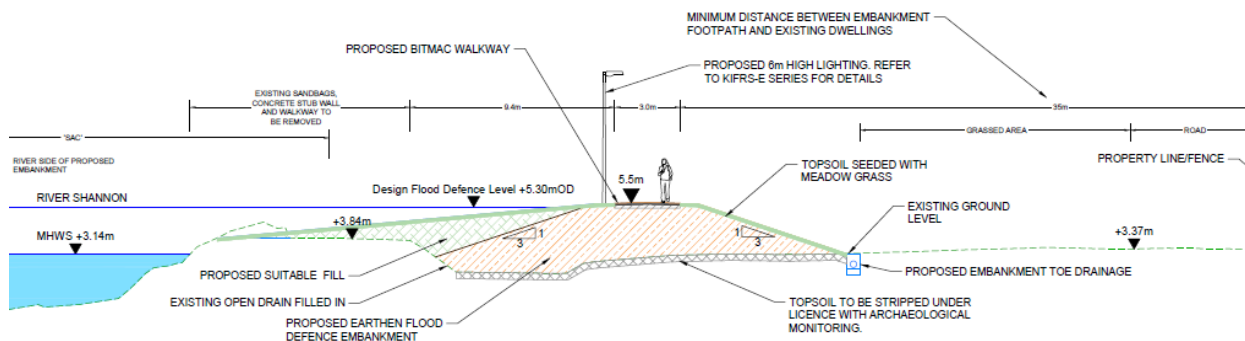 MINIMUM DISTANCE BETWEEN EMBANKMENT
FOOTPATH AND EXISTING DWELLINGS
PROPOSED BITMAC WALKWAY
PROPOSED 6m HIGH LIGHTING. REFER
TO KIFRS-E SERIES FOR DETAILS
EXISTING SANDBAGS,
CONCRETE STUB WALL
AND WALKWAY TO
BE REMOVED
9.4m
3.0m
35m
'SAC'
GRASSED AREA
ROAD
RIVER SIDE OF PROPOSED
EMBANKMENT
TOPSOIL SEEDED WITH
MEADOW GRASS
PROPERTY LINE/FENCE
RIVER SHANNON
Design Flood Defence Level +5.30mOD
5.5m
EXISTING GROUND
LEVEL
MHWS +3.14m
+3.84m
1
3
1
3
+3.37m
PROPOSED SUITABLE FILL
PROPOSED EMBANKMENT TOE DRAINAGE
EXISTING OPEN DRAIN FILLED IN
PROPOSED EARTHEN FLOOD
DEFENCE EMBANKMENT
TOPSOIL TO BE STRIPPED UNDER
LICENCE WITH ARCHAEOLOGICAL
MONITORING.